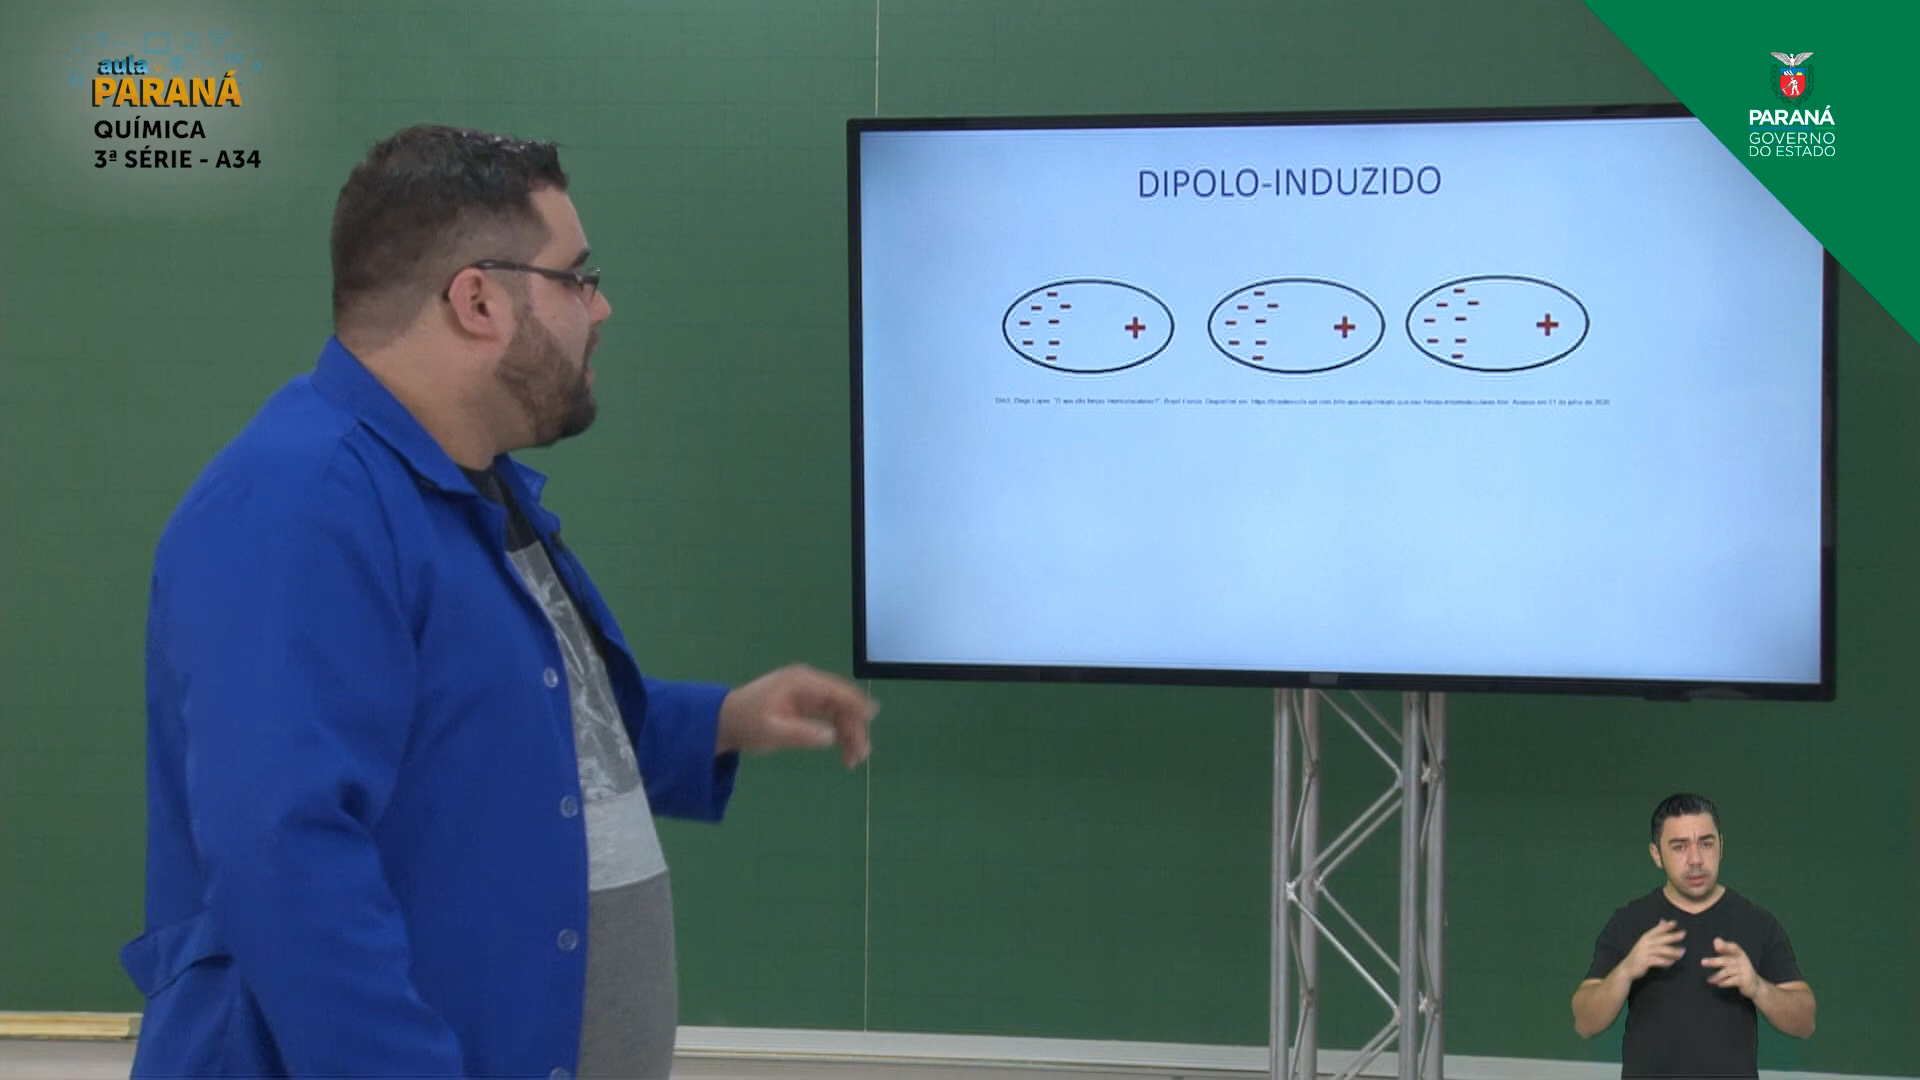 aula
PARANÁ
QUÍMICA
3ª SÉRIE - A34
PARANÁ
GOVERNO
DO ESTADO
DIPOLO-INDUZIDO
- - - - - - - - - +
- - - - - - - - - +
- - - - - - - - - +